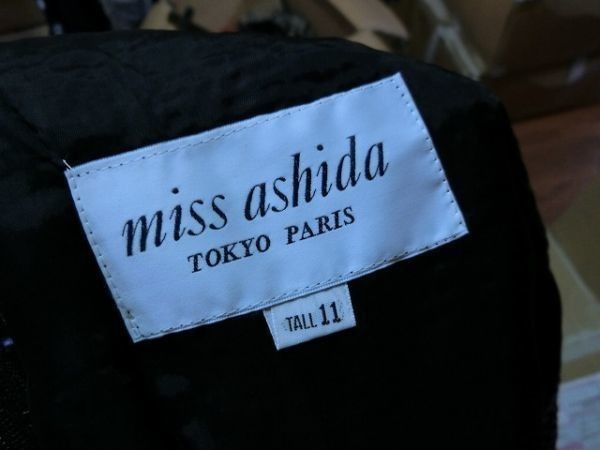 miss ashida
TOKYO PARIS
TALL 11